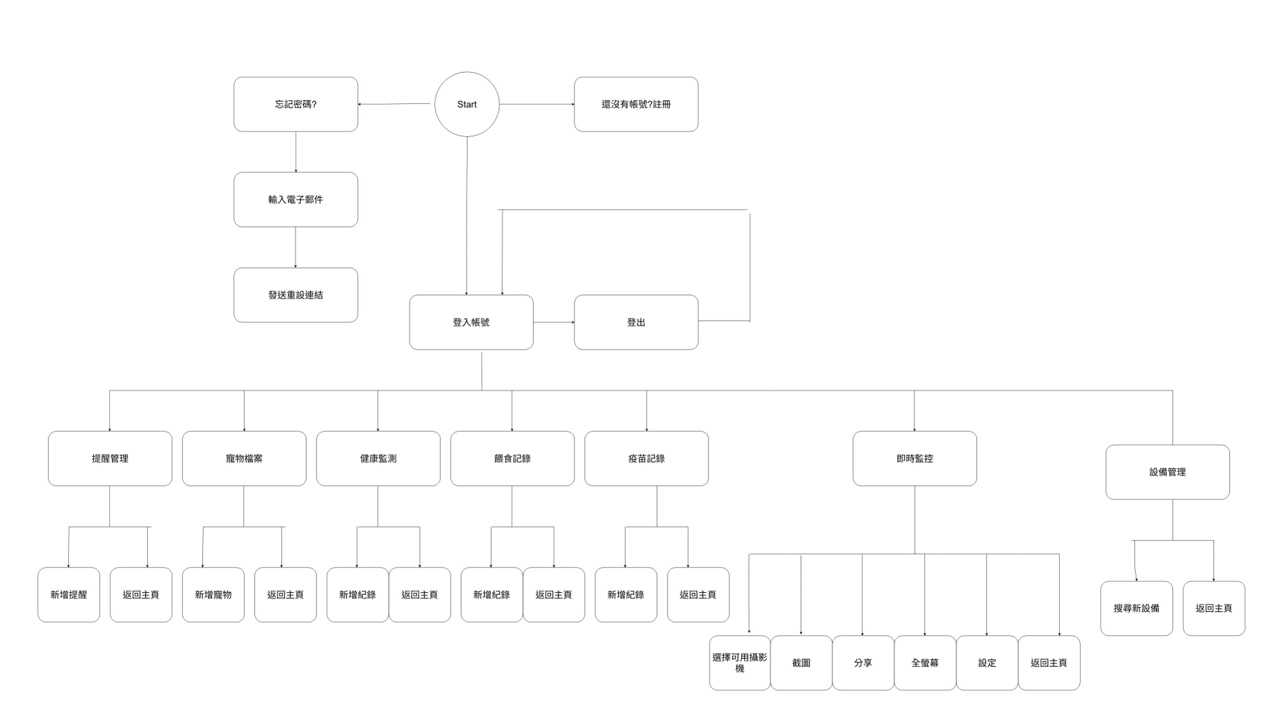 忘記密碼?
Start
還沒有帳號?註冊
輸入電子郵件
發送重設連結
登入帳號
登出
提醒管理
寵物檔案
健康監測
餵食記錄
疫苗記錄
即時監控
設備管理
新增提醒
返回主頁
新增寵物
返回主頁
新增紀錄
返回主頁
新增紀錄
返回主頁
新增紀錄
返回主頁
搜尋新設備
返回主頁
選擇可用攝影
機
截圖
分享
全螢幕
設定
返回主頁